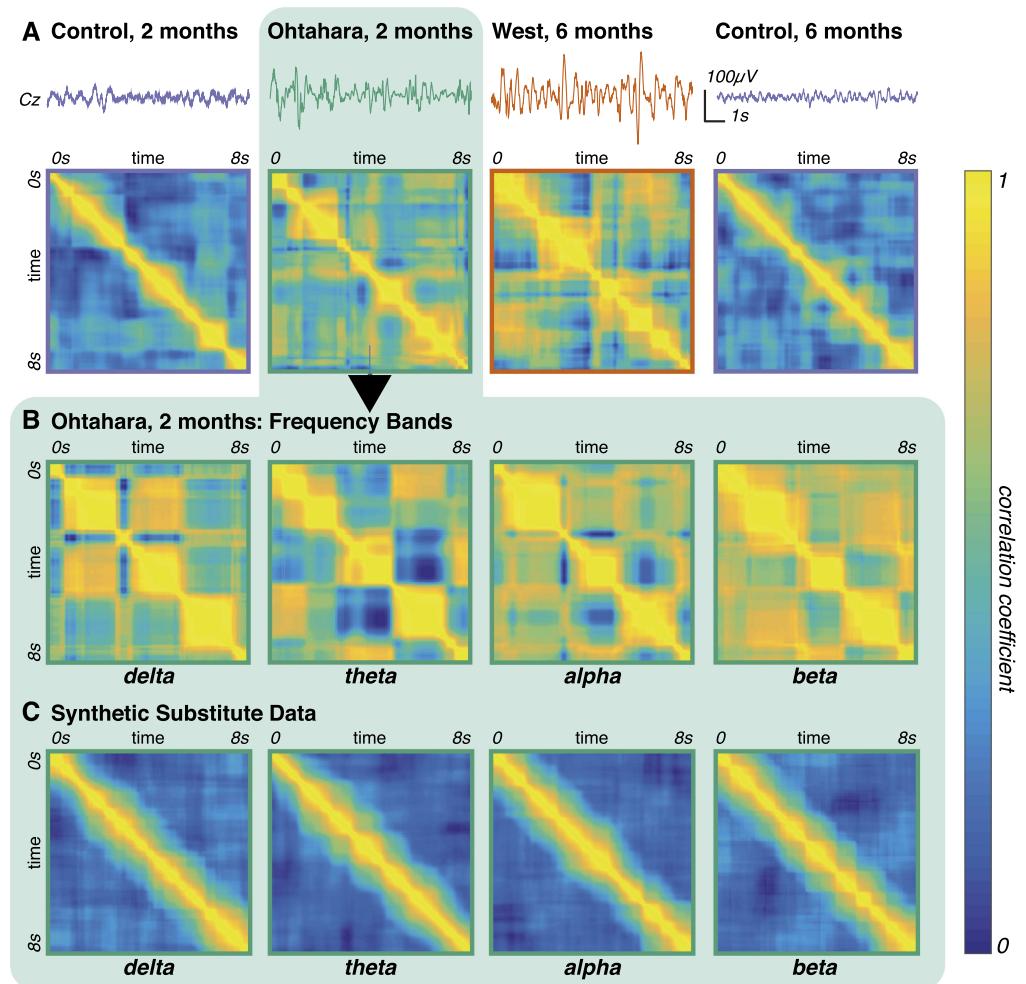 A Control, 2 months Ohtahara, 2 months West, 6 months Control, 6 months
Cz 100μV 1s
0s time 8s 0 time 8s 0 time 8s 0 time 8s
0s time 8s
1
0
correlation coefficient
B Ohtahara, 2 months: Frequency Bands
0s time 8s 0 time 8s 0 time 8s 0 time 8s
0s time 8s
delta theta alpha beta
C Synthetic Substitute Data
0s time 8s 0 time 8s 0 time 8s 0 time 8s
0s time 8s
delta theta alpha beta